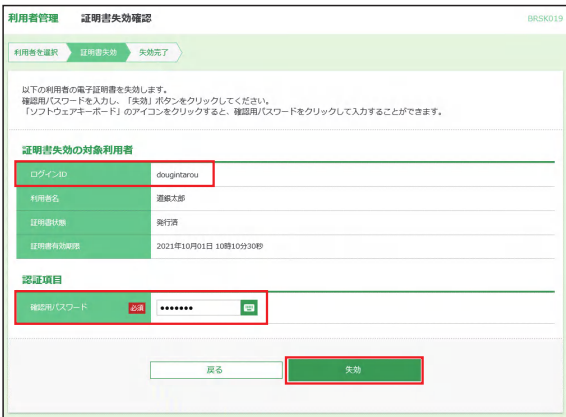 利用者管理 証明書失効確認 BRSK019
利用者を選択 証明書失効 失効完了
以下の利用者の電子証明書を失効します。
確認用パスワードを入力し、「失効」ボタンをクリックしてください。
「ソフトウェアキーボード」のアイコンをクリックすると、確認用パスワードをクリックして入力することができます。
証明書失効の対象利用者
ログインID dougintarou
利用者名 道銀太郎
証明書状態 発行済
証明書有効期限 2021年10月01日 10時10分30秒
認証項目
確認用パスワード 必須 •••••••
戻る 失効